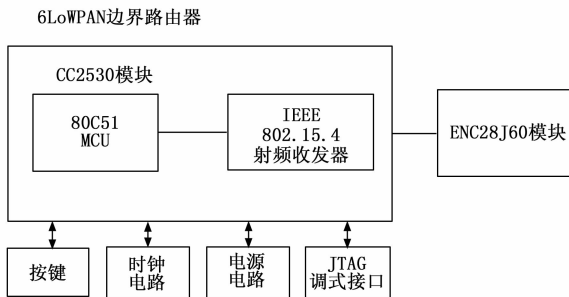 6LoWPAN边界路由器
CC2530模块
80C51
MCU
IEEE
802.15.4
射频收发器
ENC28J60模块
按键
时钟
电路
电源
电路
JTAG
调式接口